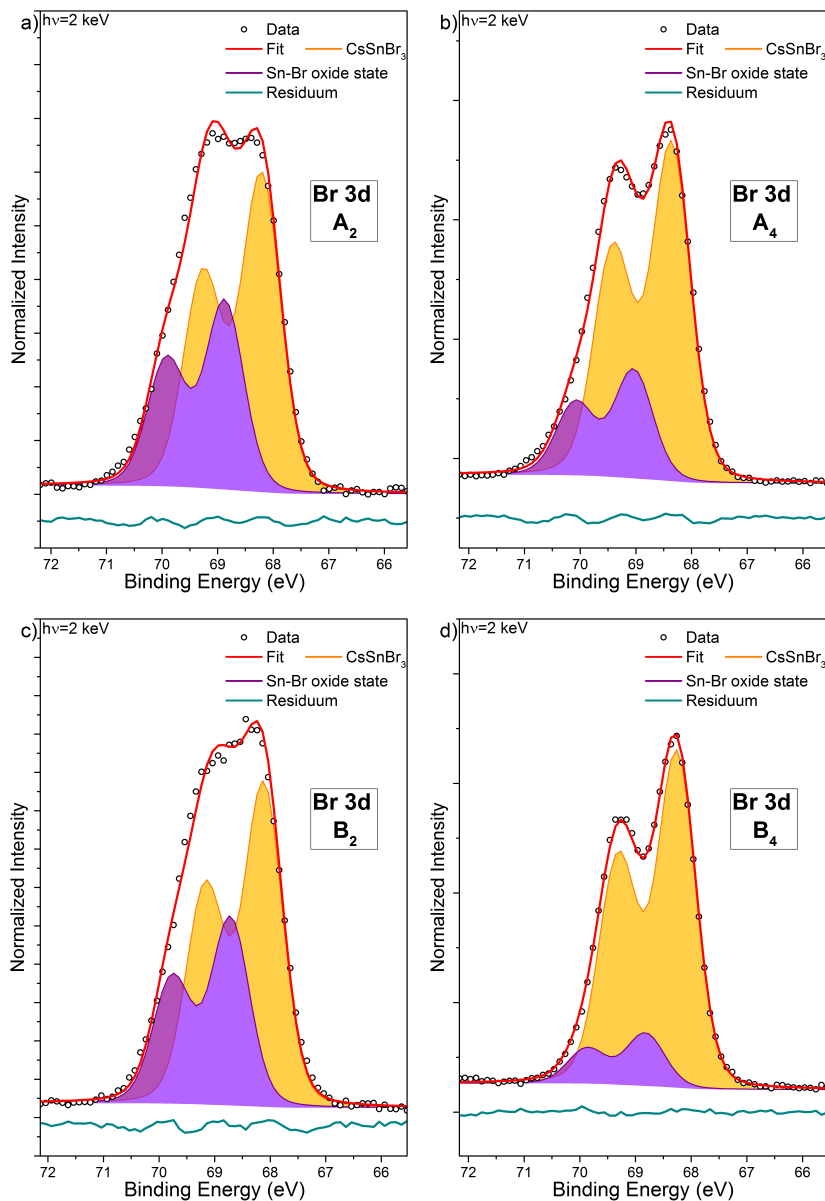 a)
hν=2 keV
Data
Fit CsSnBr₃
Sn-Br oxide state
Residuum
Br 3d
A₂
Normalized Intensity
72 71 70 69 68 67 66
Binding Energy (eV)
b)
hν=2 keV
Data
Fit CsSnBr₃
Sn-Br oxide state
Residuum
Br 3d
A₄
Normalized Intensity
72 71 70 69 68 67 66
Binding Energy (eV)
c)
hν=2 keV
Data
Fit CsSnBr₃
Sn-Br oxide state
Residuum
Br 3d
B₂
Normalized Intensity
72 71 70 69 68 67 66
Binding Energy (eV)
d)
hν=2 keV
Data
Fit CsSnBr₃
Sn-Br oxide state
Residuum
Br 3d
B₄
Normalized Intensity
72 71 70 69 68 67 66
Binding Energy (eV)